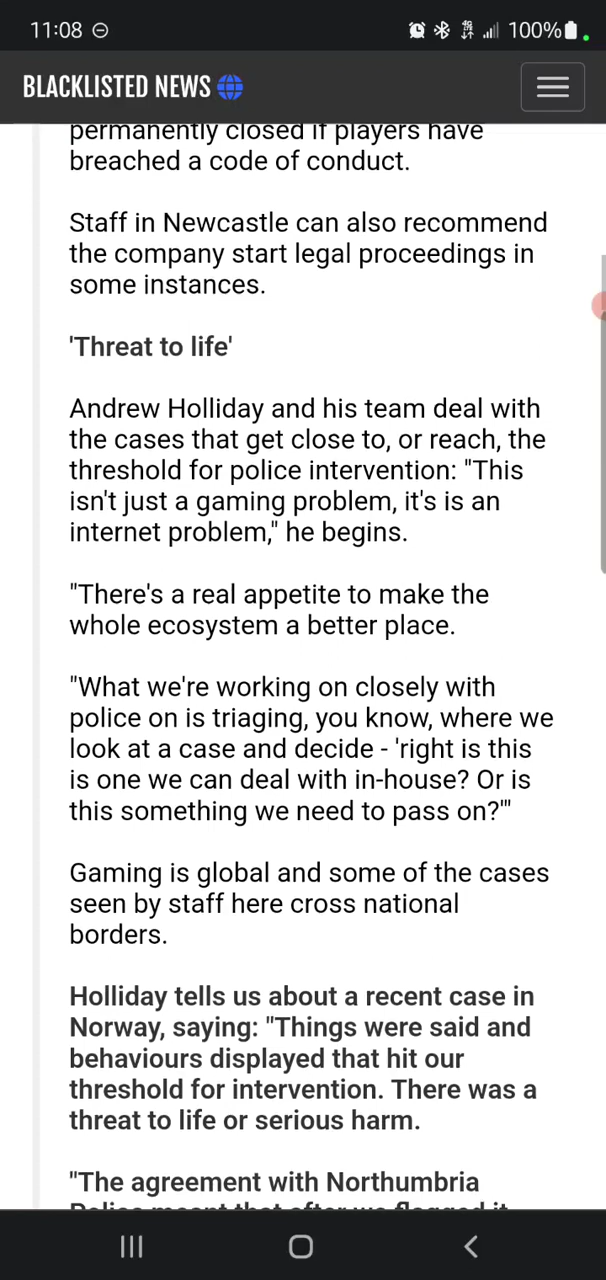 11:08
4G
100%
BLACKLISTED NEWS
permanently closed if players have
breached a code of conduct.
Staff in Newcastle can also recommend
the company start legal proceedings in
some instances.
'Threat to life'
Andrew Holliday and his team deal with
the cases that get close to, or reach, the
threshold for police intervention: "This
isn't just a gaming problem, it's is an
internet problem," he begins.
"There's a real appetite to make the
whole ecosystem a better place.
"What we're working on closely with
police on is triaging, you know, where we
look at a case and decide - 'right is this
is one we can deal with in-house? Or is
this something we need to pass on?'"
Gaming is global and some of the cases
seen by staff here cross national
borders.
Holliday tells us about a recent case in
Norway, saying: "Things were said and
behaviours displayed that hit our
threshold for intervention. There was a
threat to life or serious harm.
"The agreement with Northumbria
Police meant that after we flagged it